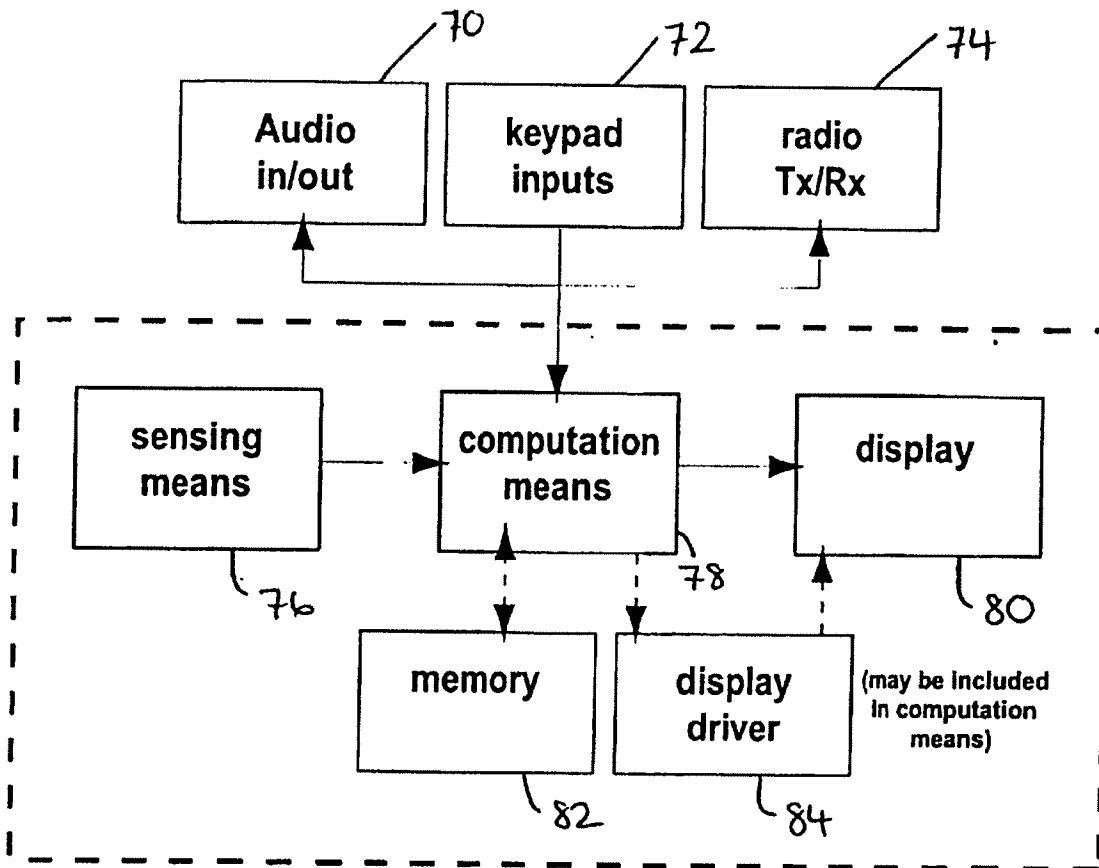 70
72
74
Audio
in/out
keypad
inputs
radio
Tx/Rx
sensing
means
computation
means
display
76
78
80
memory
display
driver
(may be included
in computation
means)
82
84